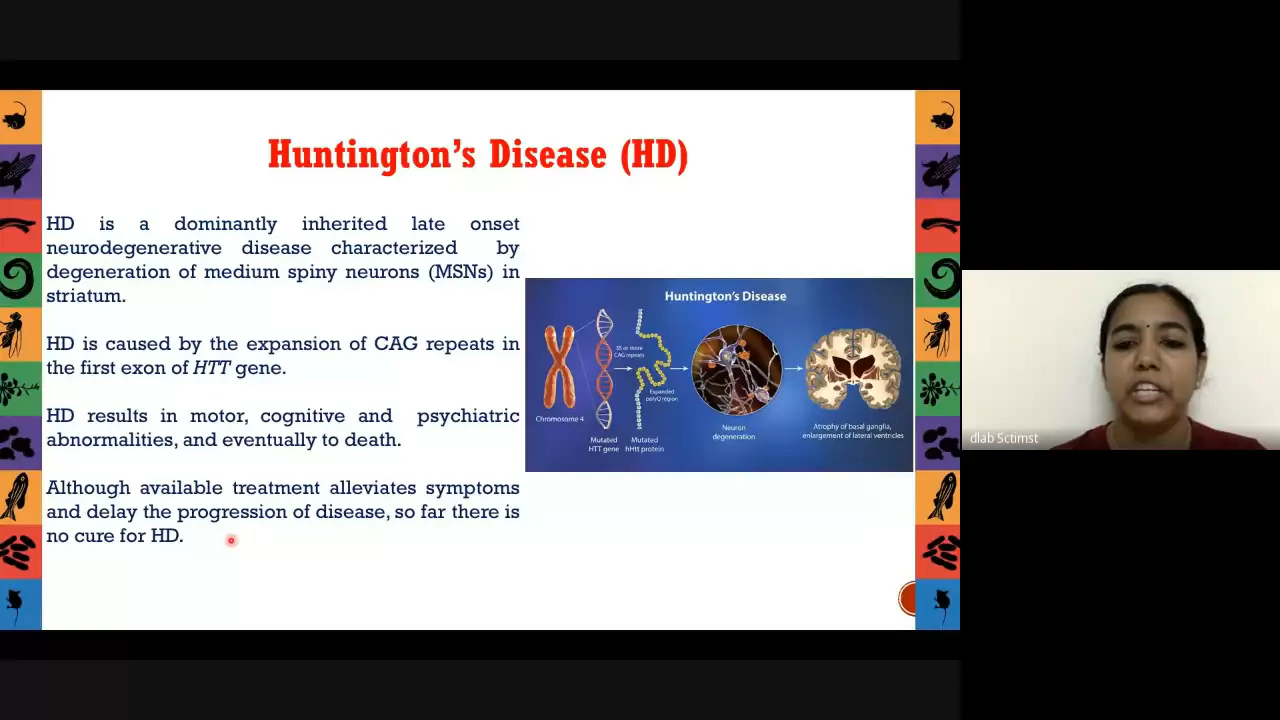 Huntington's Disease (HD)
HD is a dominantly inherited late onset
neurodegenerative disease characterized by
degeneration of medium spiny neurons (MSNs) in
striatum.
HD is caused by the expansion of CAG repeats in
the first exon of HTT gene.
HD results in motor, cognitive and psychiatric
abnormalities, and eventually to death.
Although available treatment alleviates symptoms
and delay the progression of disease, so far there is
no cure for HD.
Huntington's Disease
Chromosome 4
Mutated
HTT gene
or more
CAG repeats
Expanded
polyQ region
Mutated
hHtt protein
Neuron
degeneration
Atrophy of basal ganglia,
enlargement of lateral ventricles
dlab Sctimst